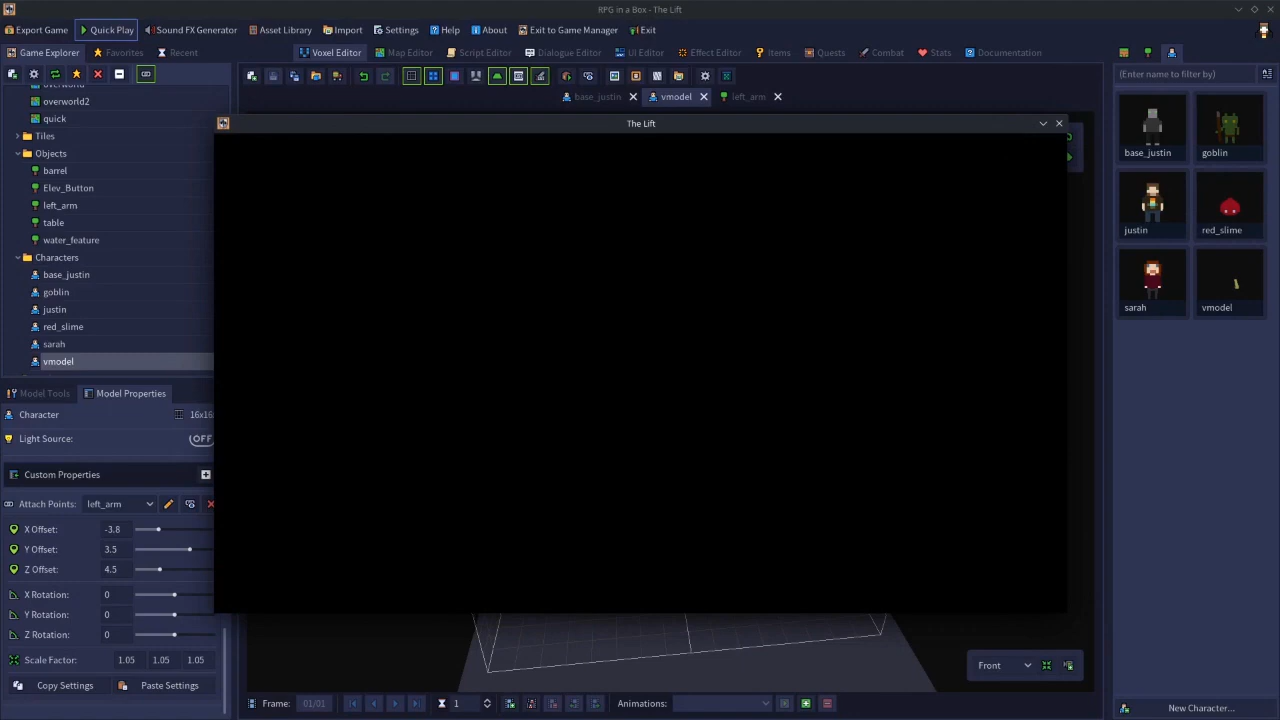 RPG in a Box - The Lift
Export Game Quick Play Sound FX Generator Asset Library Import Settings Help About Exit to Game Manager Exit
Game Explorer Favorites Recent Voxel Editor Map Editor Script Editor Dialogue Editor UI Editor Effect Editor Items Quests Combat Stats Documentation
(Enter name to filter by)
base_justin vmodel left_arm
overworld
overworld2
quick
Tiles
Objects
barrel
Elev_Button
left_arm
table
water_feature
Characters
base_justin
goblin
justin
red_slime
sarah
vmodel
The Lift
base_justin goblin
justin red_slime
sarah vmodel
Model Tools Model Properties
Character 16x16
Light Source: OFF
Custom Properties
Attach Points: left_arm
X Offset: -3.8
Y Offset: 3.5
Z Offset: 4.5
X Rotation: 0
Y Rotation: 0
Z Rotation: 0
Scale Factor: 1.05 1.05 1.05
Copy Settings Paste Settings
Front
Frame: 01/01 1 Animations:
New Character...